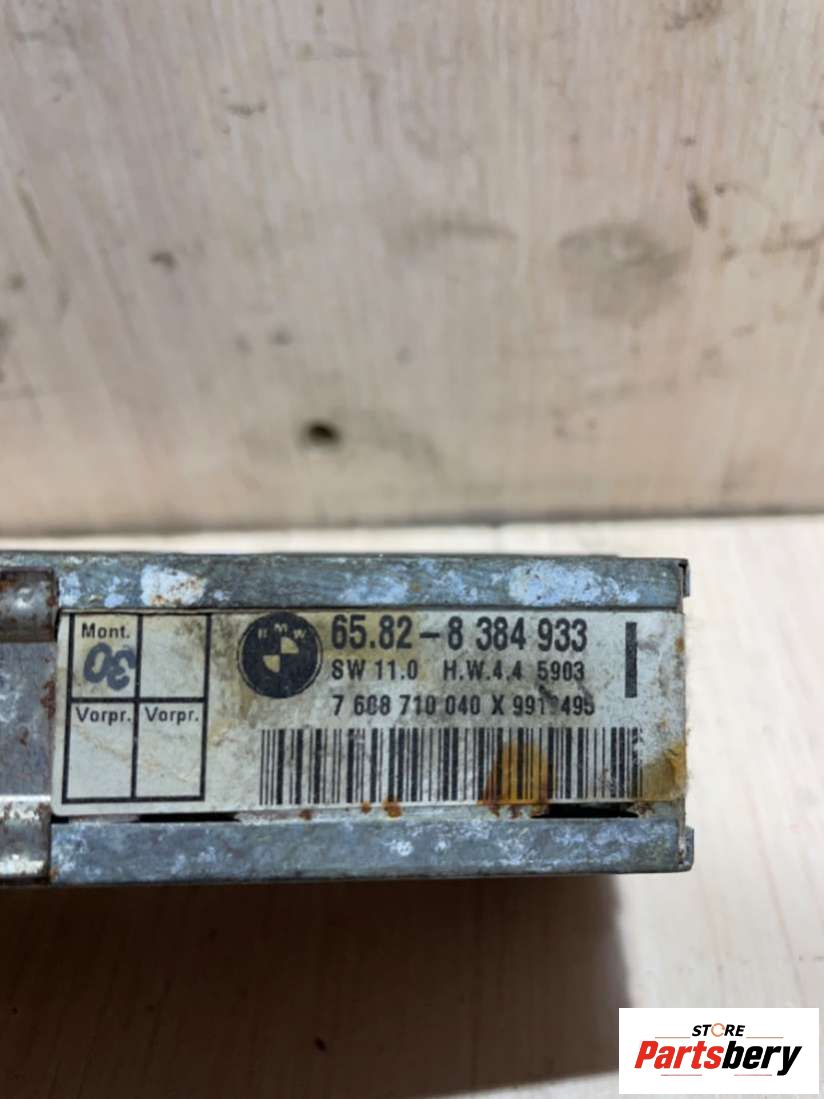 Mont.
30
Vorpr. Vorpr.
BMW
65.82-8 384 933 I
SW 11.0 H.W.4.4 5903
7 608 710 040 X
STORE
Partsbery